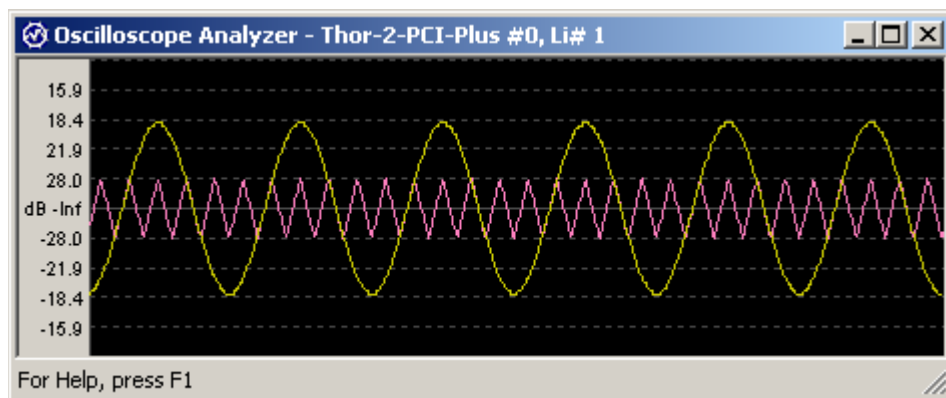 Oscilloscope Analyzer - Thor-2-PCI-Plus #0, Li# 1
15.9
18.4
21.9
28.0
dB -Inf
-28.0
-21.9
-18.4
-15.9
For Help, press F1